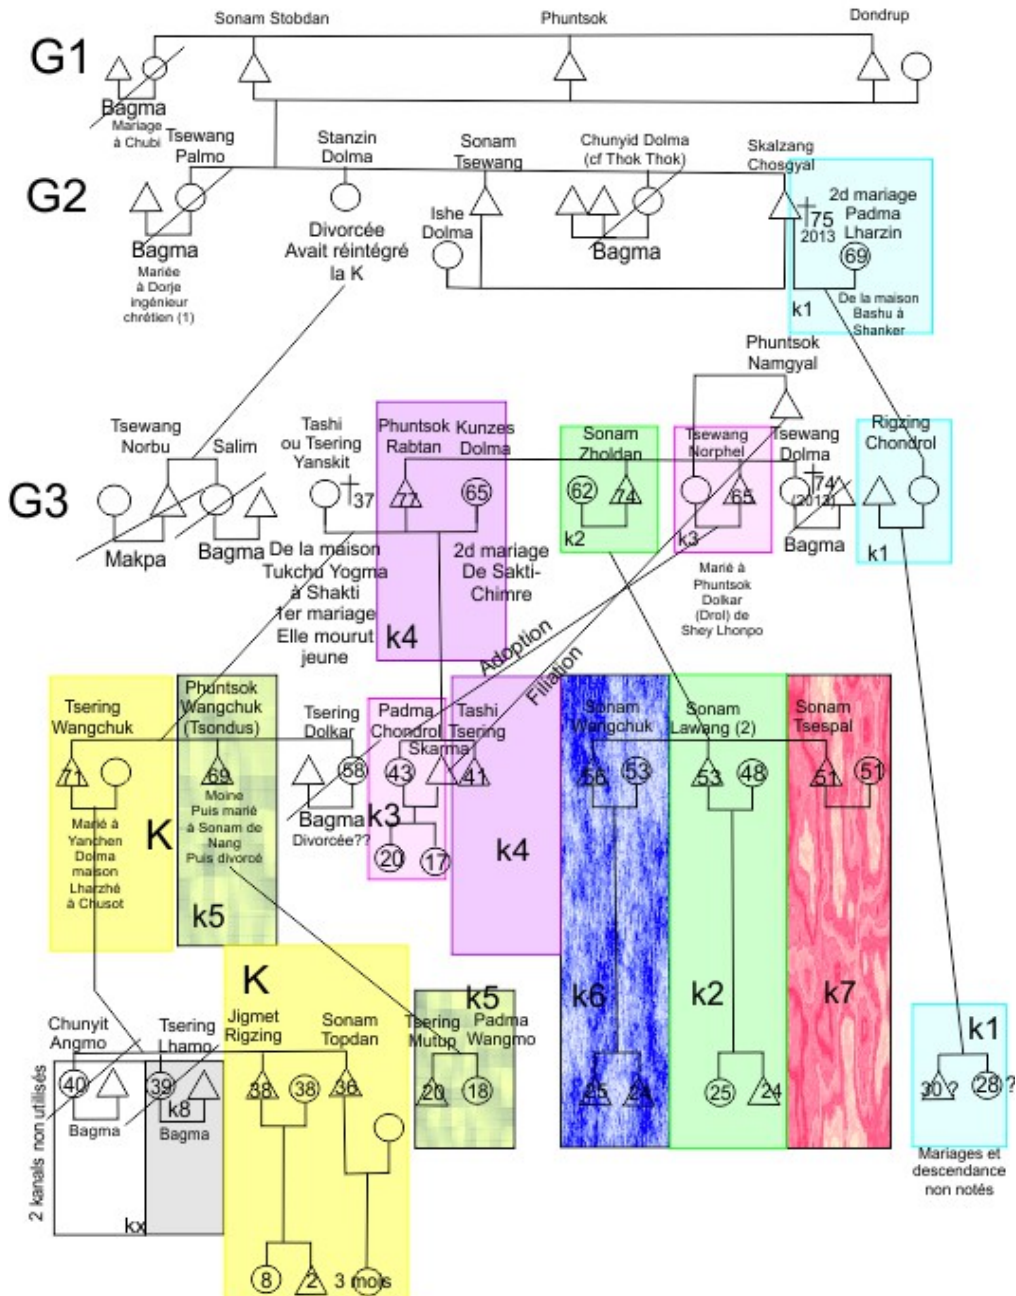 Sonam Stobdan
Phuntsok
Dondrup
G1
Bagma
Mariage
à Chubi
Tsewang
Palmo
Stanzin
Dolma
Sonam
Tsewang
Chunyid Dolma
(cf Thok Thok)
Skalzang
Chosgyal
G2
Bagma
Mariée
à Dorje
ingénieur
chrétien (1)
Divorcée
Avait réintégré
la K
Ishe
Dolma
Bagma
75
2013
2d mariage
Padma
Lharzin
69
k1
De la maison
Bashu à
Shanker
Phuntsok
Namgyal
G3
Tsewang
Norbu
Salim
Makpa
Bagma
Tashi
ou Tsering
Yanskit
37
De la maison
Tukchu Yogma
à Shakti
1er mariage
Elle mourut
jeune
Phuntsok
Rabtan
77
Kunzes
Dolma
65
2d mariage
De Sakti-
Chimre
k4
Sonam
Zholdan
62
74
k2
Tsewang
Norphel
65
k3
Marié à
Phuntsok
Dolkar
(Drol) de
Shey Lhonpo
Tsewang
Dolma
74
(2013)
Bagma
Rigzing
Chondrol
k1
Adoption
Filiation
Tsering
Wangchuk
71
Marié à
Yanchen
Dolma
maison
Lharzhé
à Chusot
K
Phuntsok
Wangchuk
(Tsondus)
69
Moine
Puis marié
à Sonam de
Nang
Puis divorcé
k5
Tsering
Dolkar
58
Bagma
Divorcée??
Padma
Chondrol
Skarma
43
k3
20
17
Tashi
Tsering
41
k4
Sonam
Wangchuk
56
53
k6
25
24
Sonam
Lawang (2)
53
48
k2
25
24
Sonam
Tsespal
51
51
k7
2 kanals non utilisés
Chunyit
Angmo
40
Bagma
kx
Tsering
Lhamo
39
k8
Bagma
K
Jigmet
Rigzing
38
38
8
2
Sonam
Topdan
36
3 mois
k5
Tsering
Mutup
20
Padma
Wangmo
18
k1
30 ?
28 ?
Mariages et
descendance
non notés